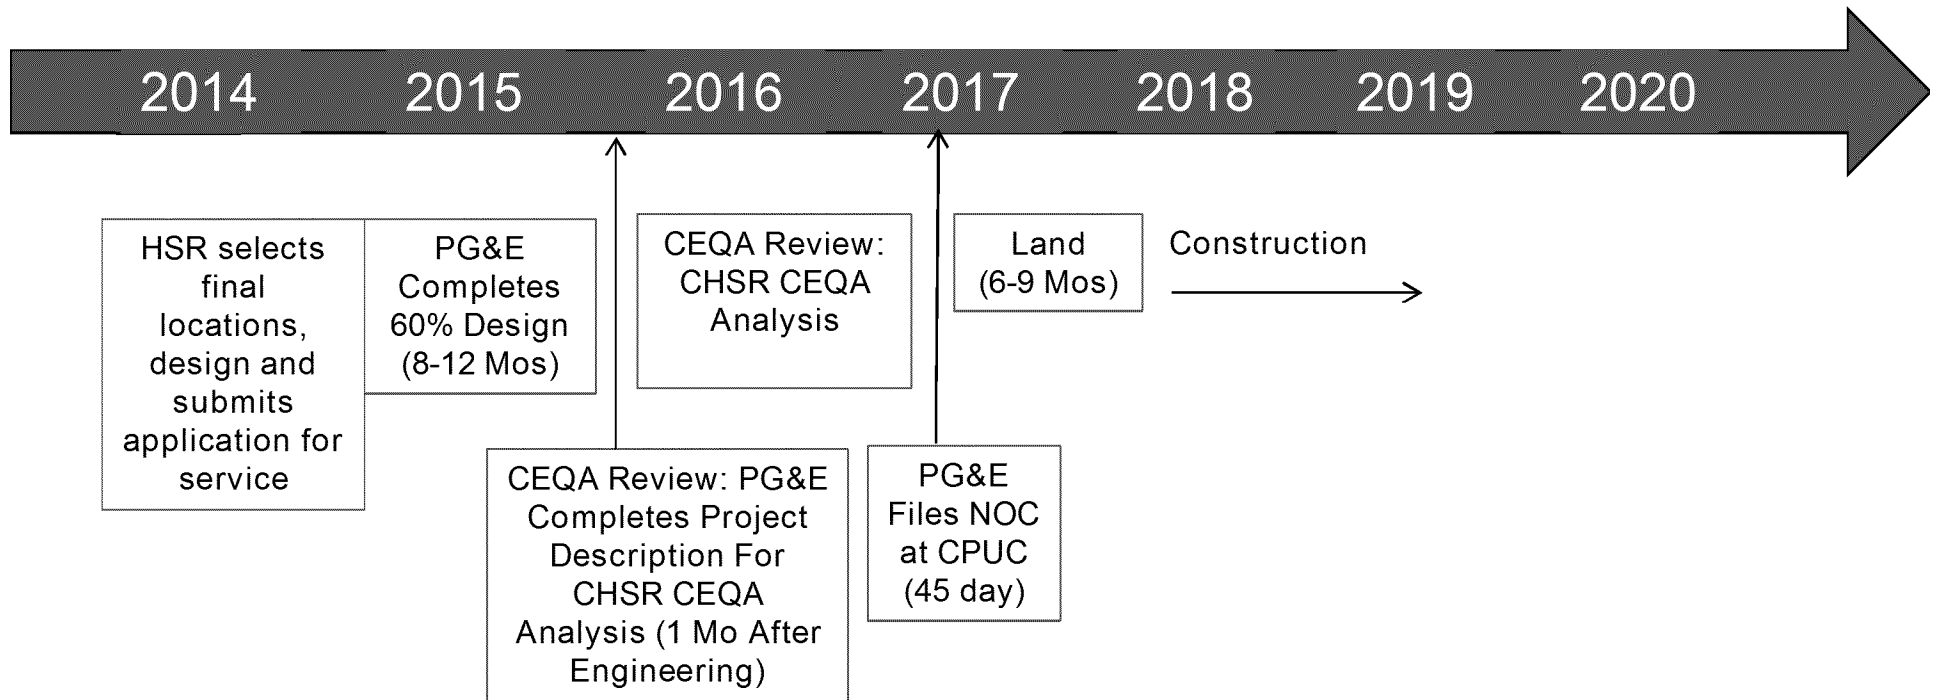 2014 2015 2016 2017 2018 2019 2020
HSR selects
final
locations,
design and
submits
application for
service
PG&E
Completes
60% Design
(8-12 Mos)
CEQA Review: PG&E
Completes Project
Description For
CHSR CEQA
Analysis (1 Mo After
Engineering)
CEQA Review:
CHSR CEQA
Analysis
PG&E
Files NOC
at CPUC
(45 day)
Land
(6-9 Mos)
Construction